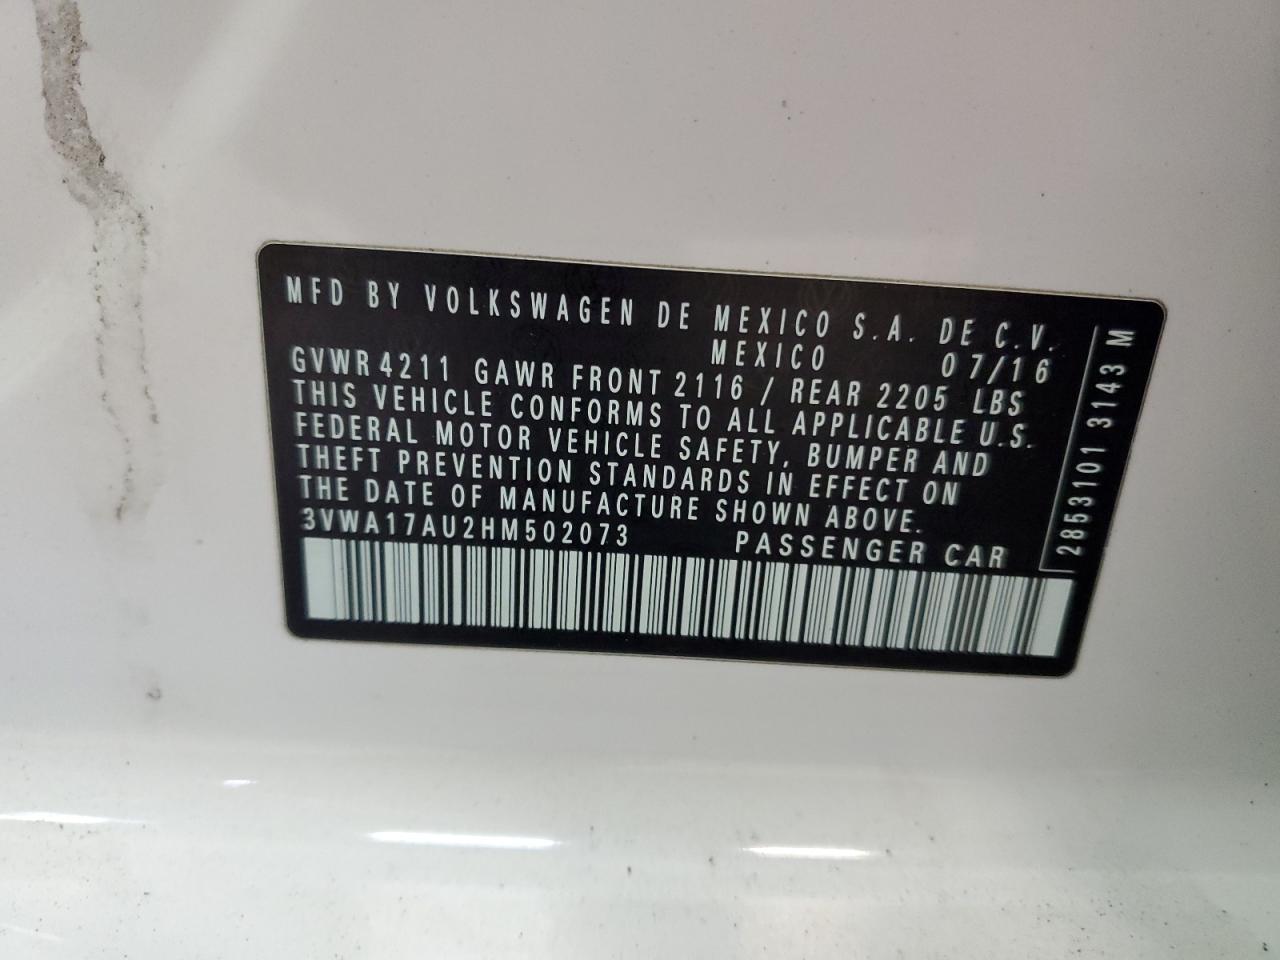 MFD BY VOLKSWAGEN DE MEXICO S.A. DE C.V.
MEXICO 07/16
GVWR 4211 GAWR FRONT 2116 / REAR 2205 LBS
THIS VEHICLE CONFORMS TO ALL APPLICABLE U.S.
FEDERAL MOTOR VEHICLE SAFETY, BUMPER AND
THEFT PREVENTION STANDARDS IN EFFECT ON
THE DATE OF MANUFACTURE SHOWN ABOVE.
3VWA17AU2HM502073 PASSENGER CAR
2853101 3143 M